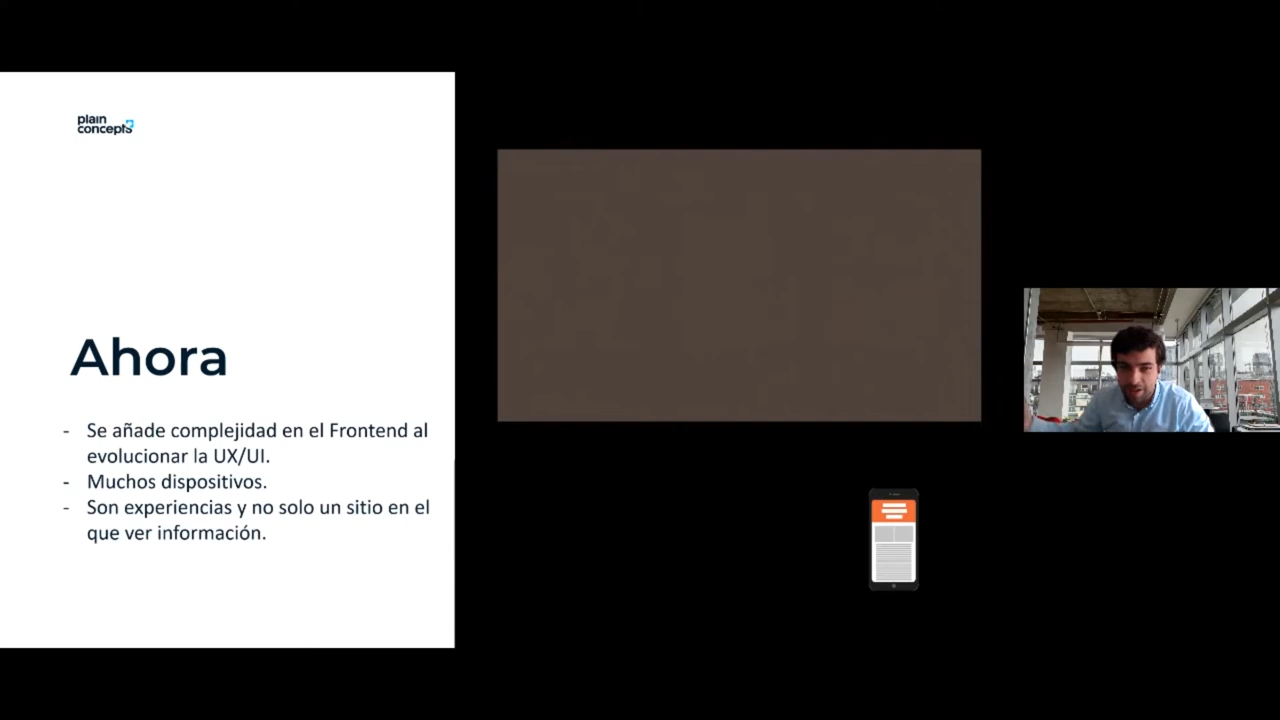 plain
concepts
Ahora
- Se añade complejidad en el Frontend al
evolucionar la UX/UI.
- Muchos dispositivos.
- Son experiencias y no solo un sitio en el
que ver información.